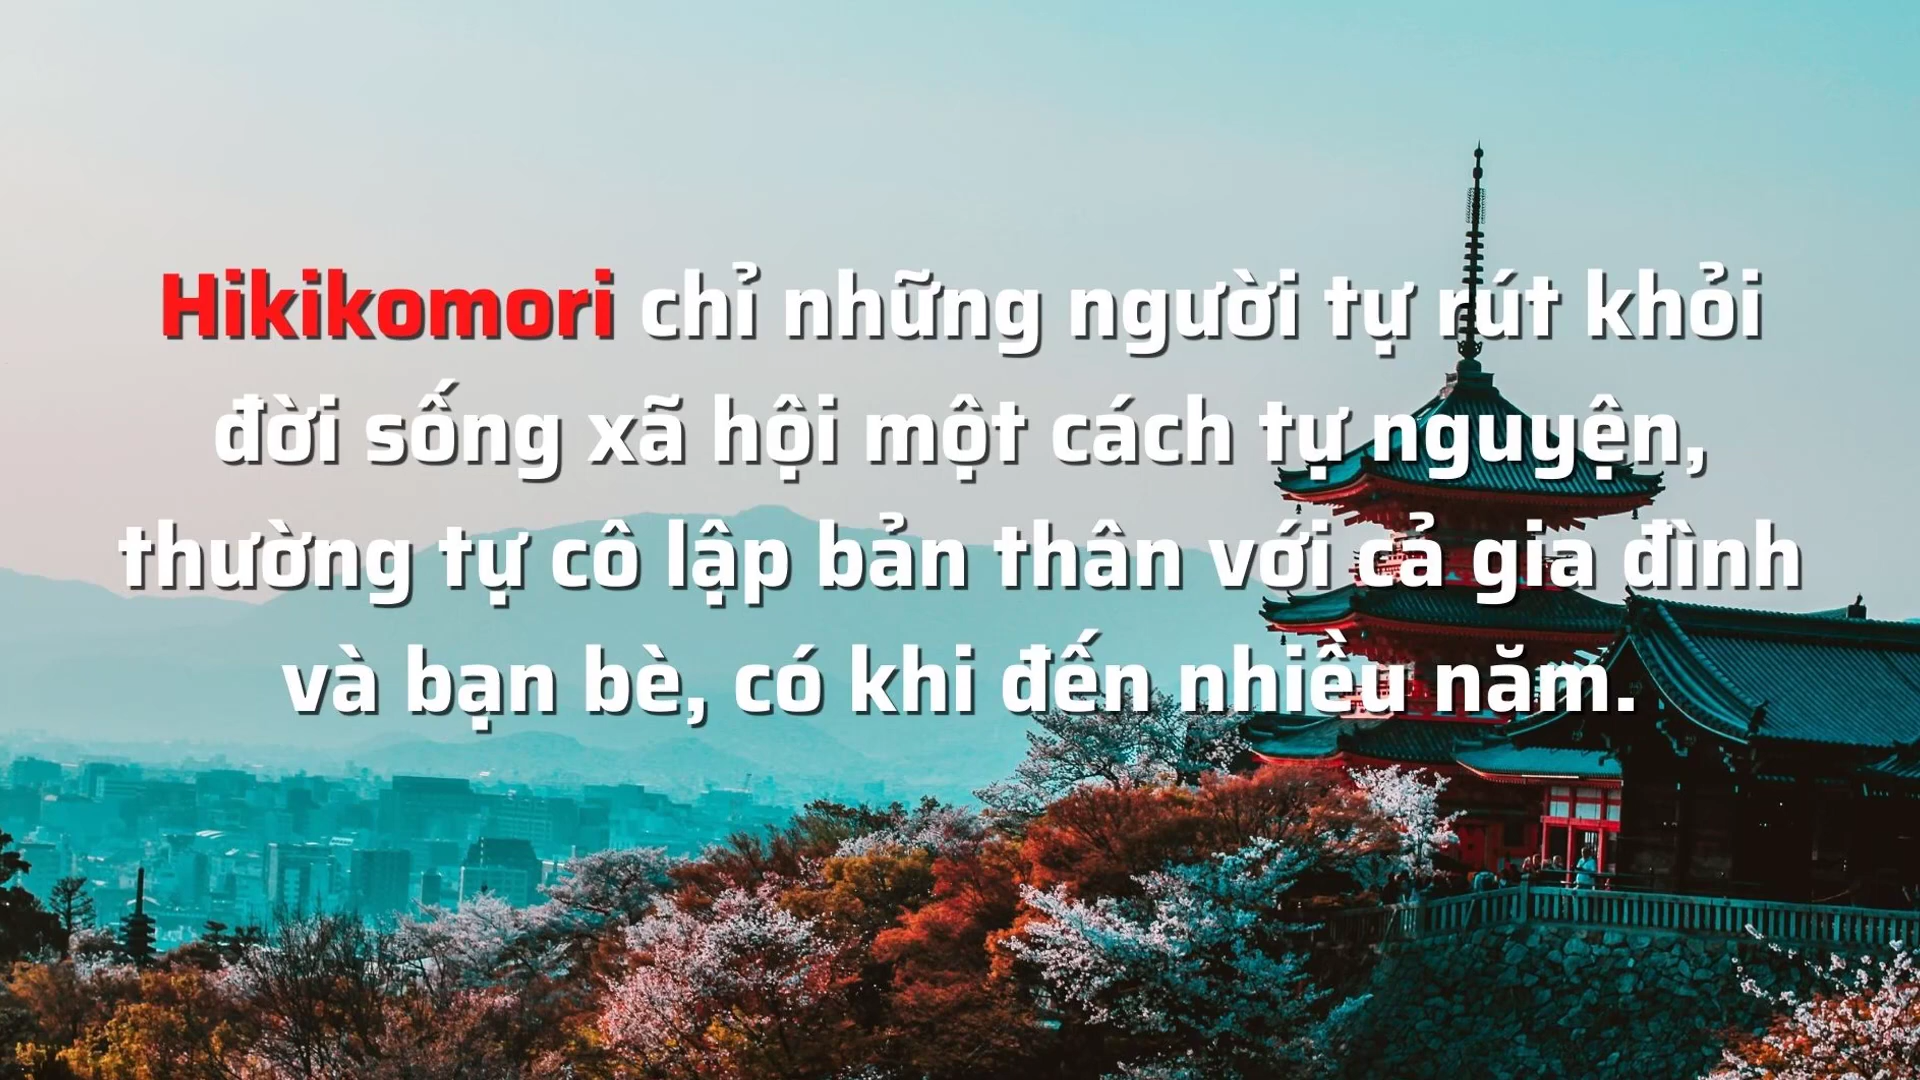 Hikikomori chỉ những người tự rút khỏi
đời sống xã hội một cách tự nguyện,
thường tự cô lập bản thân với cả gia đình
và bạn bè, có khi đến nhiều năm.